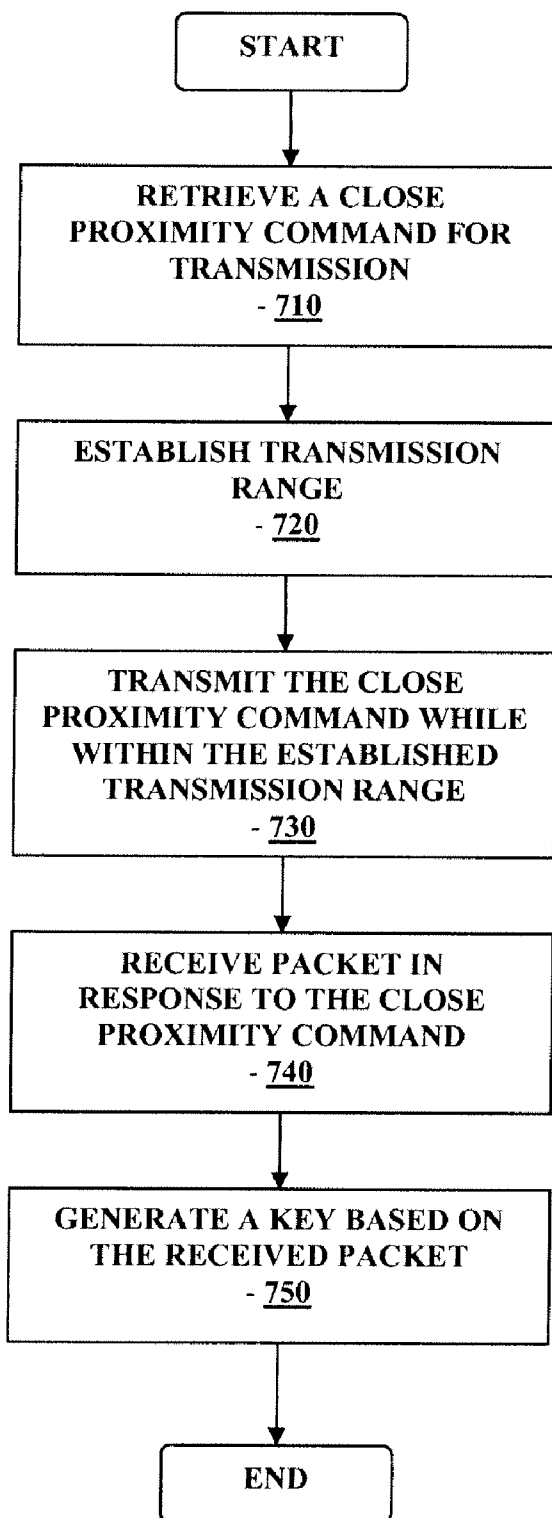 START
RETRIEVE A CLOSE
PROXIMITY COMMAND FOR
TRANSMISSION
- 710
ESTABLISH TRANSMISSION
RANGE
- 720
TRANSMIT THE CLOSE
PROXIMITY COMMAND WHILE
WITHIN THE ESTABLISHED
TRANSMISSION RANGE
- 730
RECEIVE PACKET IN
RESPONSE TO THE CLOSE
PROXIMITY COMMAND
- 740
GENERATE A KEY BASED ON
THE RECEIVED PACKET
- 750
END